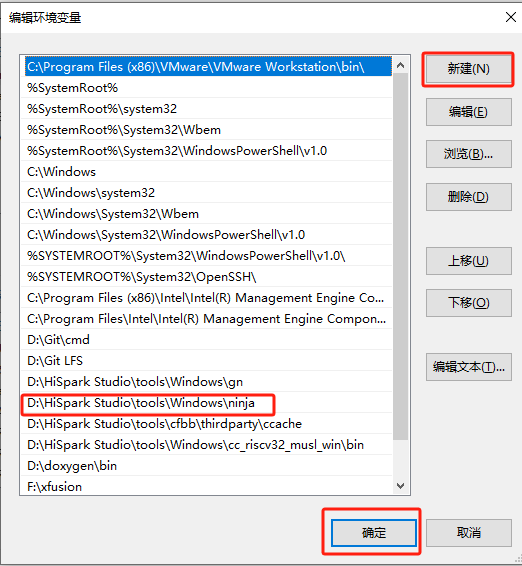 编辑环境变量
C:\Program Files (x86)\VMware\VMware Workstation\bin\
%SystemRoot%
%SystemRoot%\system32
%SystemRoot%\System32\Wbem
%SystemRoot%\System32\WindowsPowerShell\v1.0
C:\Windows
C:\Windows\system32
C:\Windows\System32\Wbem
C:\Windows\System32\WindowsPowerShell\v1.0
%SYSTEMROOT%\System32\WindowsPowerShell\v1.0\
%SYSTEMROOT%\System32\OpenSSH\
C:\Program Files (x86)\Intel\Intel(R) Management Engine Co...
C:\Program Files\Intel\Intel(R) Management Engine Compon...
D:\Git\cmd
D:\Git LFS
D:\HiSpark Studio\tools\Windows\gn
D:\HiSpark Studio\tools\Windows\ninja
D:\HiSpark Studio\tools\cfbb\thirdparty\ccache
D:\HiSpark Studio\tools\Windows\cc_riscv32_musl_win\bin
D:\doxygen\bin
F:\xfusion
新建(N)
编辑(E)
浏览(B)...
删除(D)
上移(U)
下移(O)
编辑文本(T)...
确定
取消